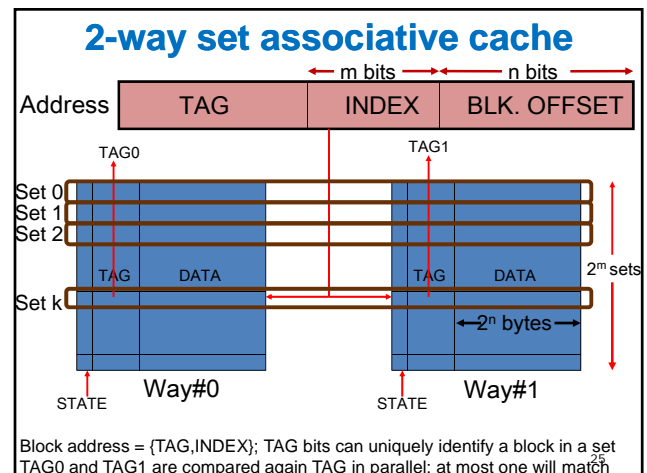 2-way set associative cache
m bits n bits
Address TAG INDEX BLK. OFFSET
TAG0 TAG1
Set 0
Set 1
Set 2
TAG DATA TAG DATA
2m sets
Set k
2n bytes
Way#0 Way#1
STATE STATE
Block address = {TAG,INDEX}; TAG bits can uniquely identify a block in a set
25
TAG0 and TAG1 are compared again TAG in parallel; at most one will match